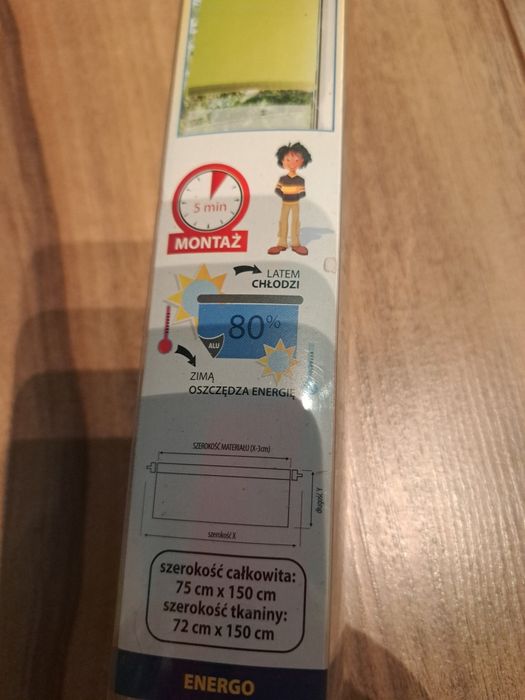 5 min
MONTAŻ
LATEM
CHŁODZI
80%
ALU
ZIMĄ
OSZCZĘDZA ENERGIĘ
SZEROKOŚĆ MATERIAŁU (X-3cm)
długość Y
szerokość X
szerokość całkowita:
75 cm x 150 cm
szerokość tkaniny:
72 cm x 150 cm
ENERGO